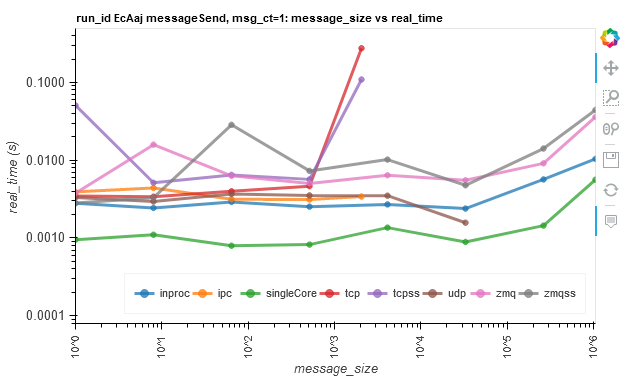 run_id EcAaj messageSend, msg_ct=1: message_size vs real_time
real_time (s)
0.1000
0.0100
0.0010
0.0001
inproc ipc singleCore tcp tcpss udp zmq zmqss
10^0 10^1 10^2 10^3 10^4 10^5 10^6
message_size